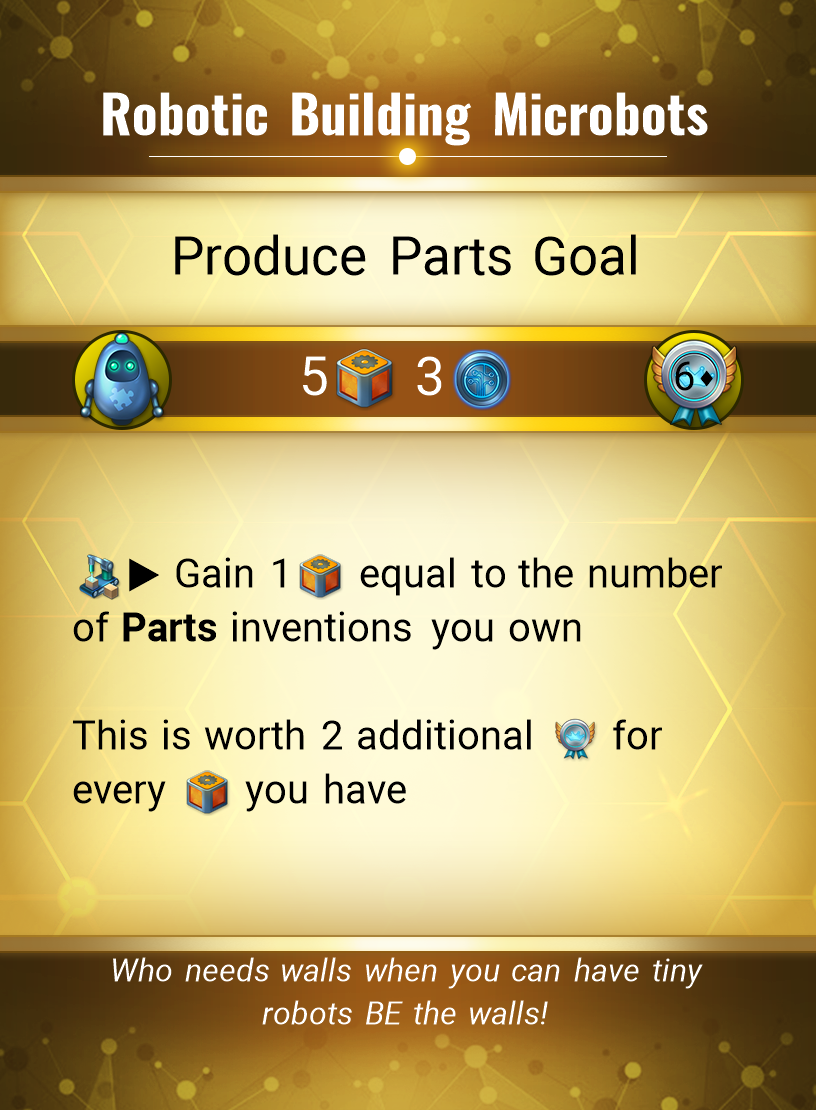 Robotic Building Microbots
Produce Parts Goal
5 3 6♦
▶ Gain 1 equal to the number
of Parts inventions you own
This is worth 2 additional for
every you have
Who needs walls when you can have tiny
robots BE the walls!